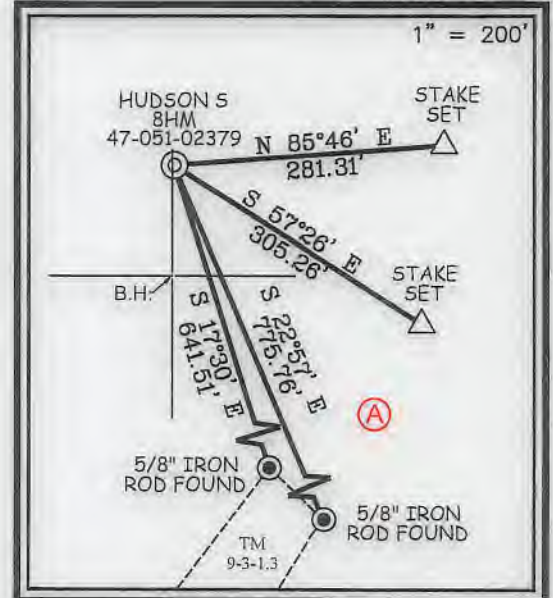 1" = 200'
HUDSON S
8HM
47-051-02379
STAKE
SET
N 85°46' E
281.31'
S 57°26' E
305.26'
STAKE
SET
B.H.
S 17°30' E
641.51'
S 22°57' E
775.76'
A
5/8" IRON
ROD FOUND
5/8" IRON
ROD FOUND
TM
9-3-1.3